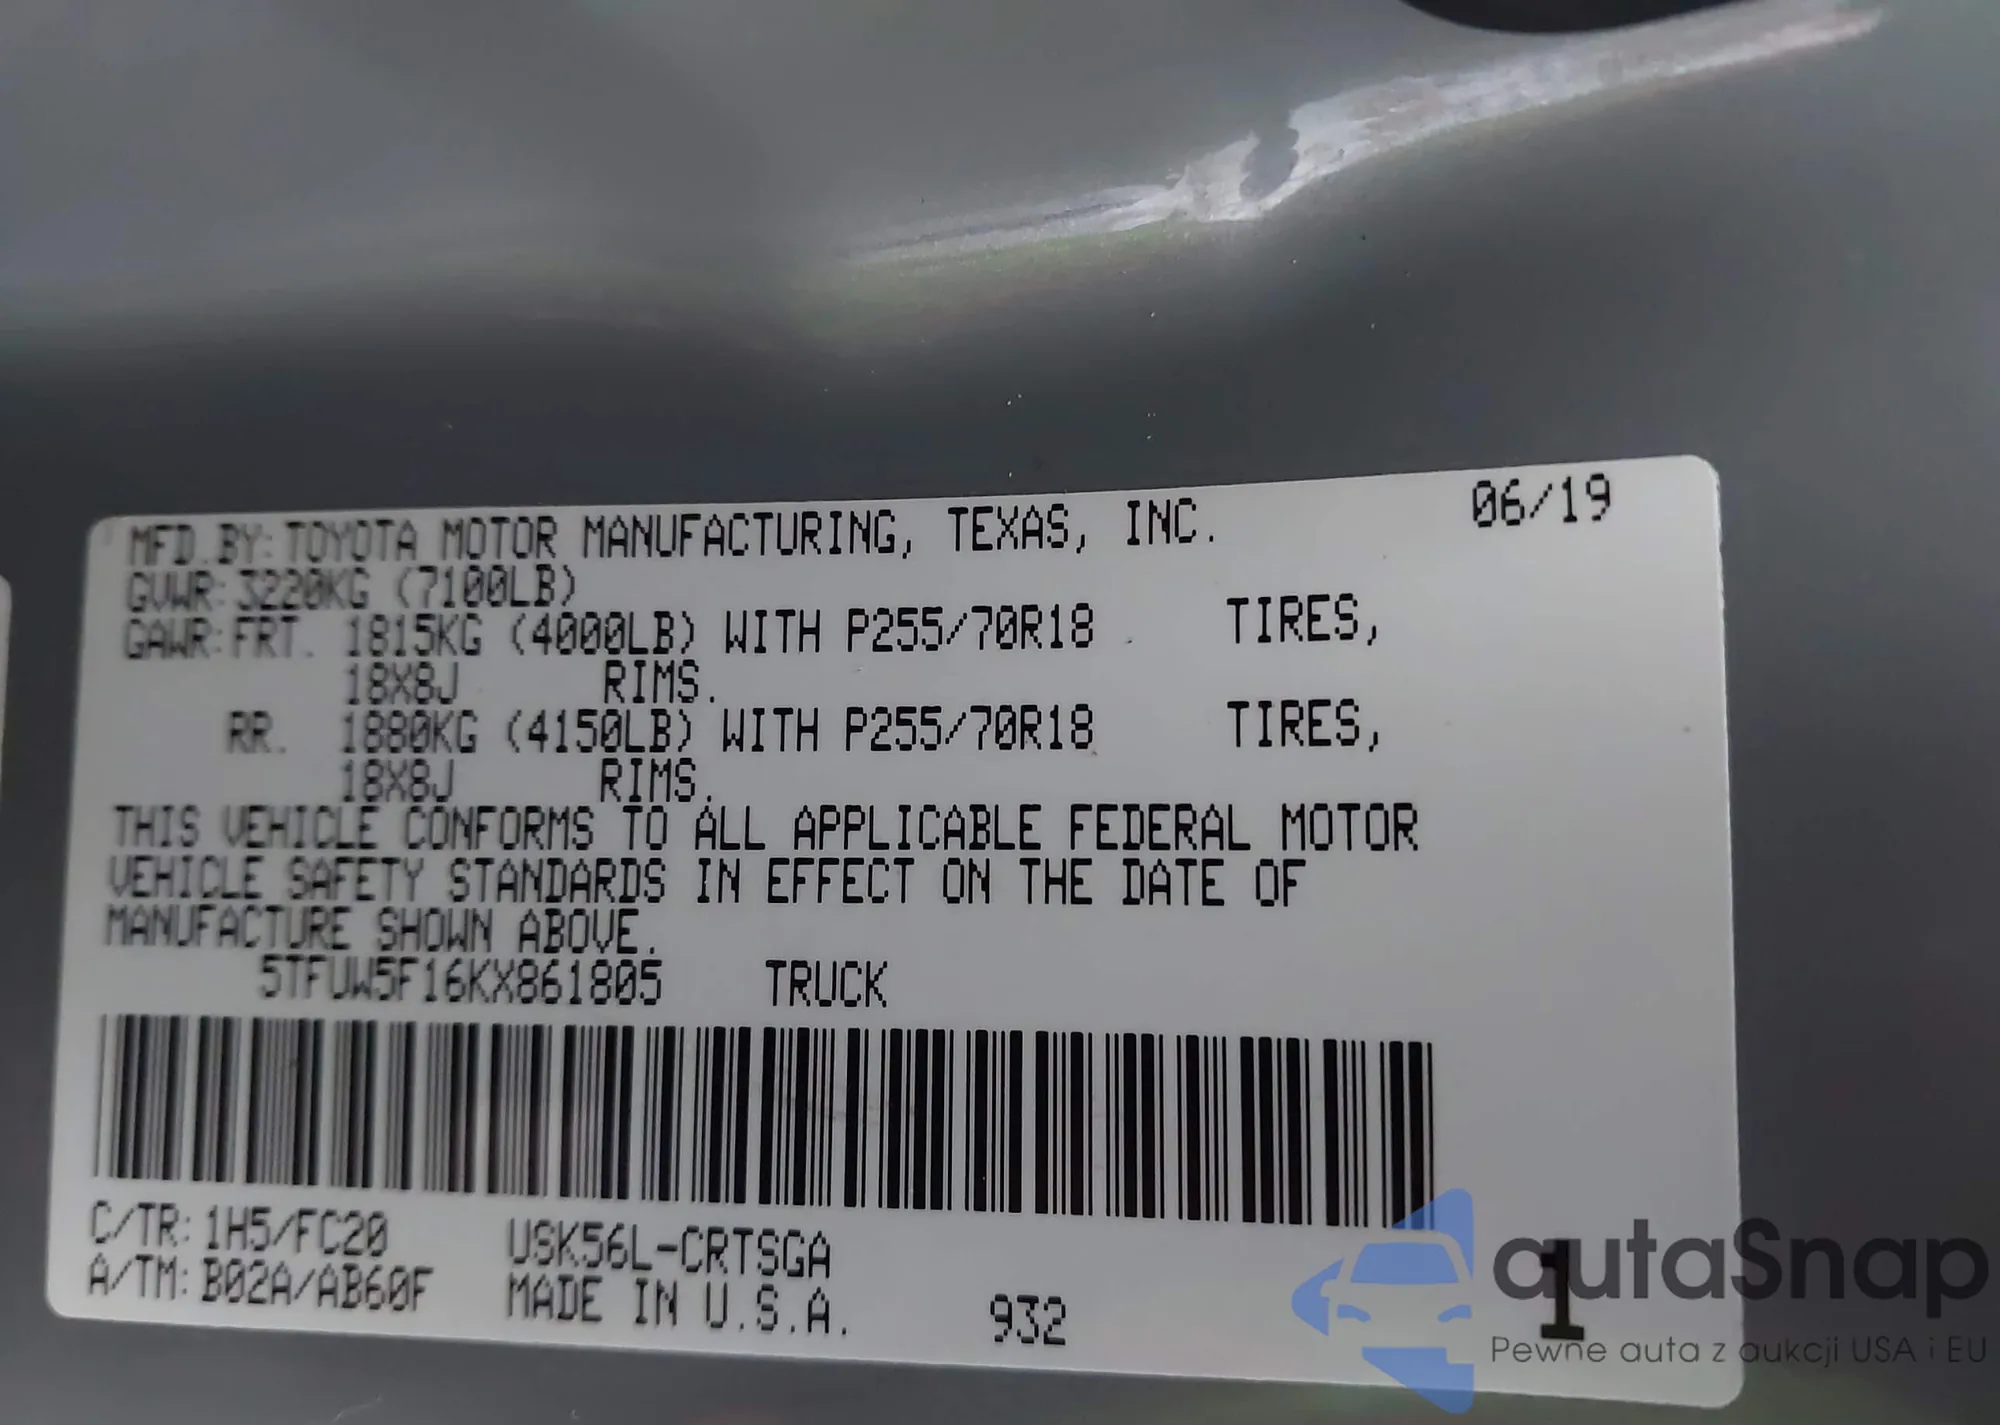 MFD.BY: TOYOTA MOTOR MANUFACTURING, TEXAS, INC. 06/19
GVWR: 3220KG (7100LB)
GAWR: FRT. 1815KG (4000LB) WITH P255/70R18 TIRES,
18X8J RIMS.
RR. 1880KG (4150LB) WITH P255/70R18 TIRES,
18X8J RIMS.
THIS VEHICLE CONFORMS TO ALL APPLICABLE FEDERAL MOTOR
VEHICLE SAFETY STANDARDS IN EFFECT ON THE DATE OF
MANUFACTURE SHOWN ABOVE.
5TFUW5F16KX861805 TRUCK
C/TR: 1H5/FC20 USK56L-CRTSGA
A/TM: B02A/AB60F MADE IN U.S.A. 932 1
autaSnap
Pewne auta z aukcji USA i EU